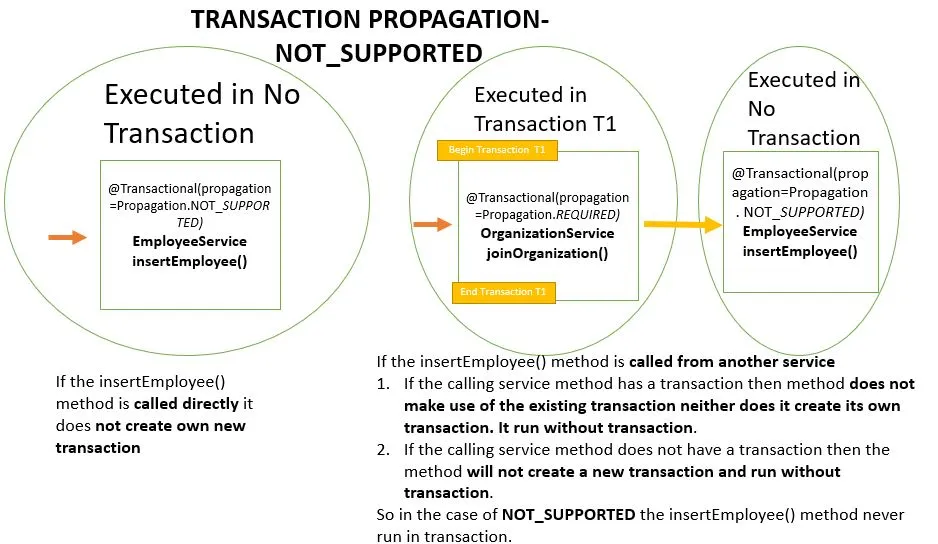 TRANSACTION PROPAGATION-
NOT_SUPPORTED
Executed in No
Transaction
@Transactional(propagation
=Propagation.NOT_SUPPOR
TED)
EmployeeService
insertEmployee()
If the insertEmployee()
method is called directly it
does not create own new
transaction
Executed in
Transaction T1
Begin Transaction T1
@Transactional(propagation
=Propagation.REQUIRED)
OrganizationService
joinOrganization()
End Transaction T1
Executed in
No
Transaction
@Transactional(prop
agation=Propagation
. NOT_SUPPORTED)
EmployeeService
insertEmployee()
If the insertEmployee() method is called from another service
1. If the calling service method has a transaction then method does not
make use of the existing transaction neither does it create its own
transaction. It run without transaction.
2. If the calling service method does not have a transaction then the
method will not create a new transaction and run without
transaction.
So in the case of NOT_SUPPORTED the insertEmployee() method never
run in transaction.